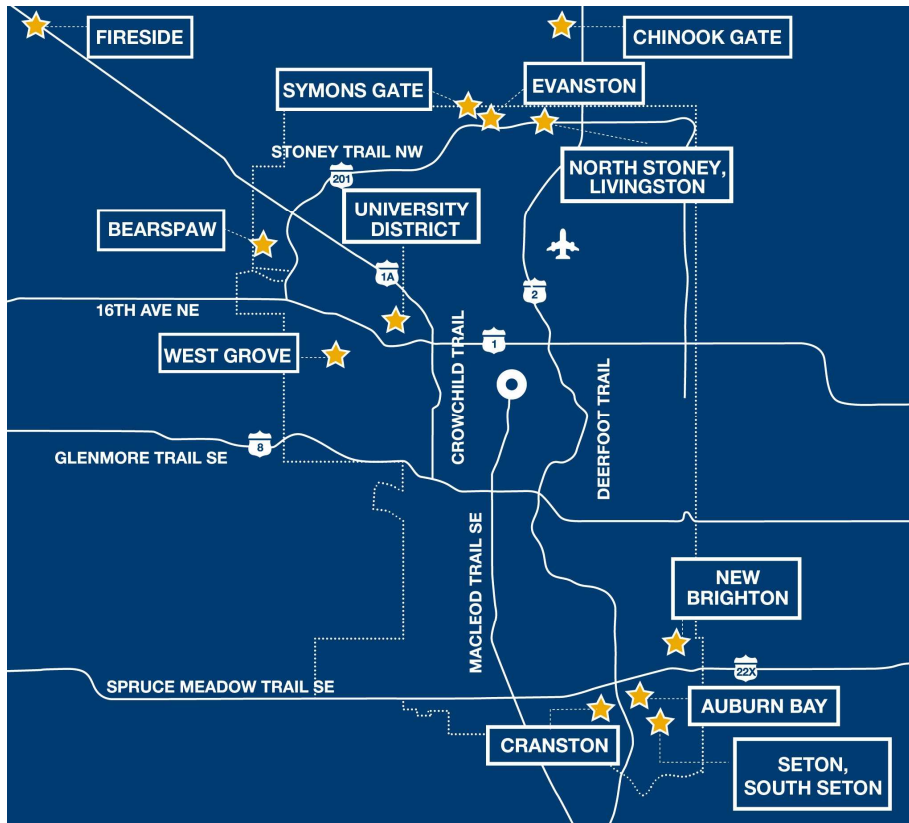 FIRESIDE
CHINOOK GATE
SYMONS GATE
EVANSTON
STONEY TRAIL NW
201
NORTH STONEY,
LIVINGSTON
UNIVERSITY
DISTRICT
BEARSPAW
1A
2
16TH AVE NE
1
WEST GROVE
CROWCHILD TRAIL
DEERFOOT TRAIL
8
GLENMORE TRAIL SE
MACLEOD TRAIL SE
NEW
BRIGHTON
22X
SPRUCE MEADOW TRAIL SE
AUBURN BAY
CRANSTON
SETON,
SOUTH SETON